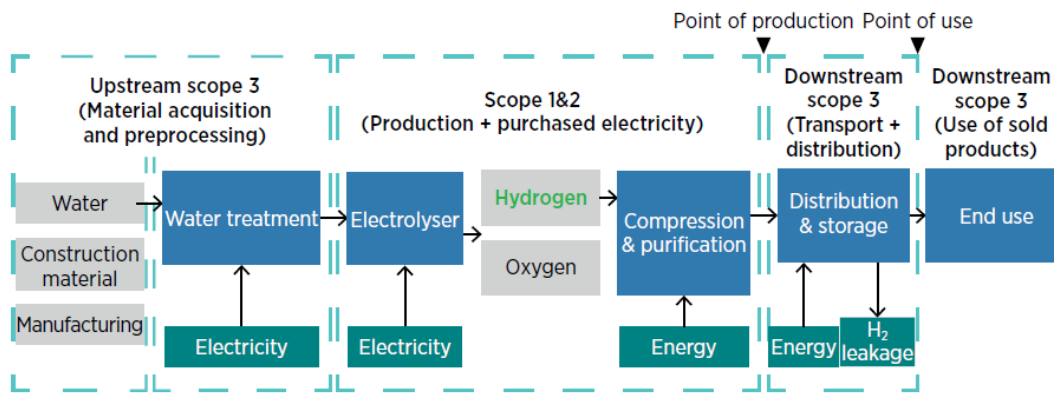 Point of production
Point of use
Upstream scope 3
(Material acquisition
and preprocessing)
Scope 1&2
(Production + purchased electricity)
Downstream
scope 3
(Transport +
distribution)
Downstream
scope 3
(Use of sold
products)
Water
Construction
material
Manufacturing
Water treatment
Electricity
Electrolyser
Electricity
Hydrogen
Oxygen
Compression
& purification
Energy
Distribution
& storage
Energy
H₂
leakage
End use